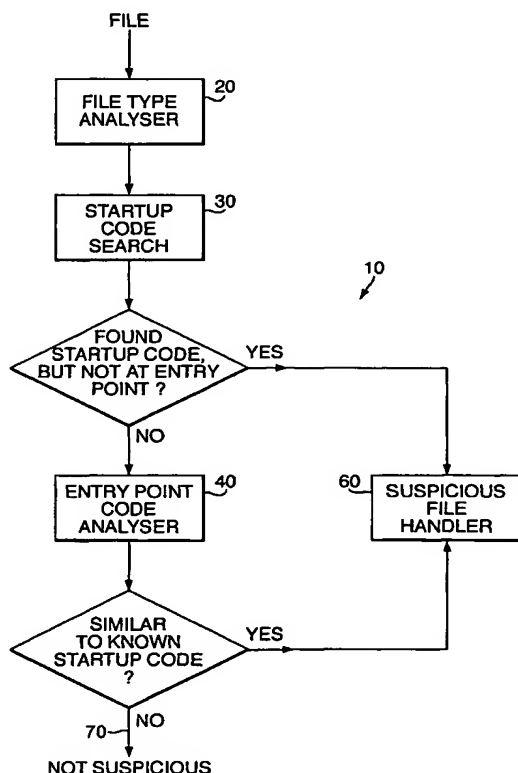 FILE
FILE TYPE
ANALYSER
20
STARTUP
CODE
SEARCH
30
10
FOUND
STARTUP CODE,
BUT NOT AT ENTRY
POINT ?
YES
NO
ENTRY POINT
CODE
ANALYSER
40
60
SUSPICIOUS
FILE
HANDLER
SIMILAR
TO KNOWN
STARTUP CODE
?
YES
70
NO
NOT SUSPICIOUS